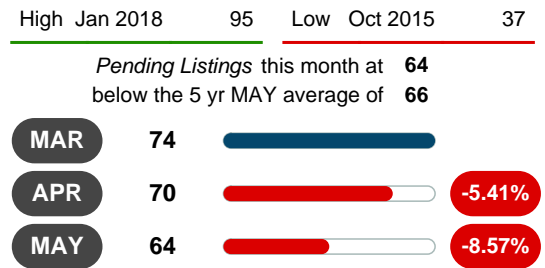 High Jan 2018 95 Low Oct 2015 37
Pending Listings this month at 64
below the 5 yr MAY average of 66
MAR 74
APR 70 -5.41%
MAY 64 -8.57%